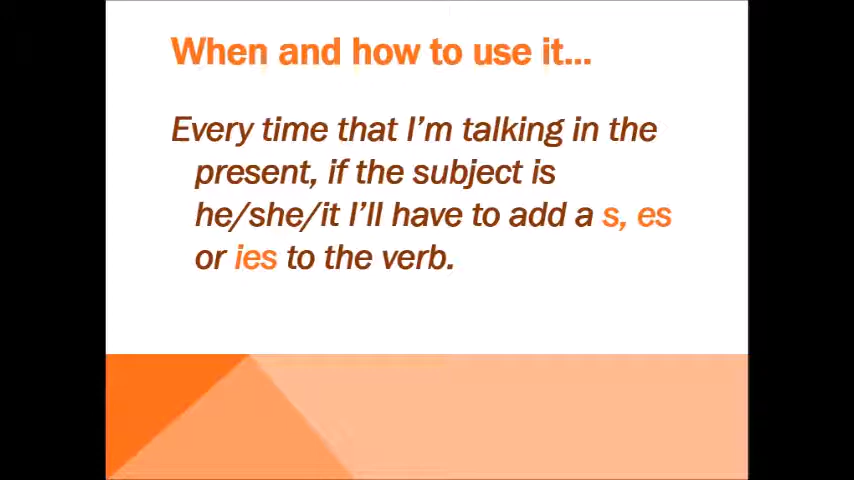 When and how to use it...
Every time that I'm talking in the
present, if the subject is
he/she/it I'll have to add a s, es
or ies to the verb.